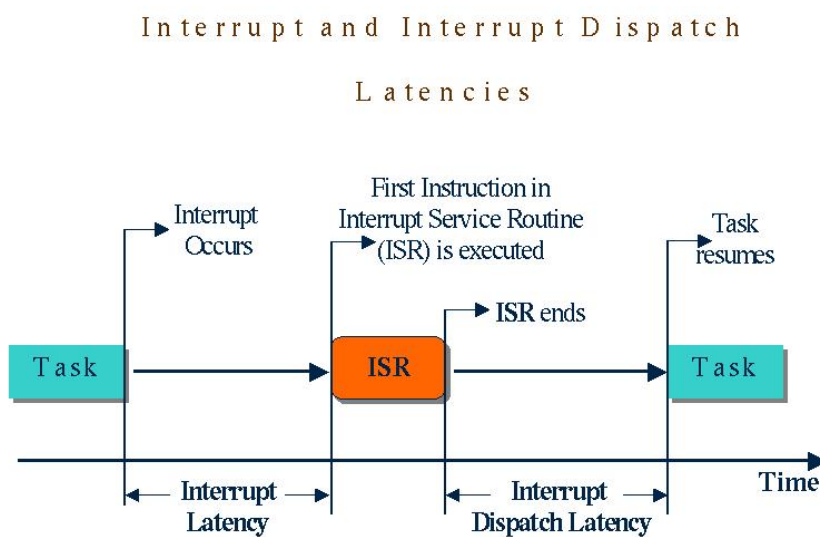 Interrupt and Interrupt Dispatch
Latencies
Interrupt
Occurs
First Instruction in
Interrupt Service Routine
(ISR) is executed
Task
resumes
ISR ends
Task
ISR
Task
Time
Interrupt
Latency
Interrupt
Dispatch Latency